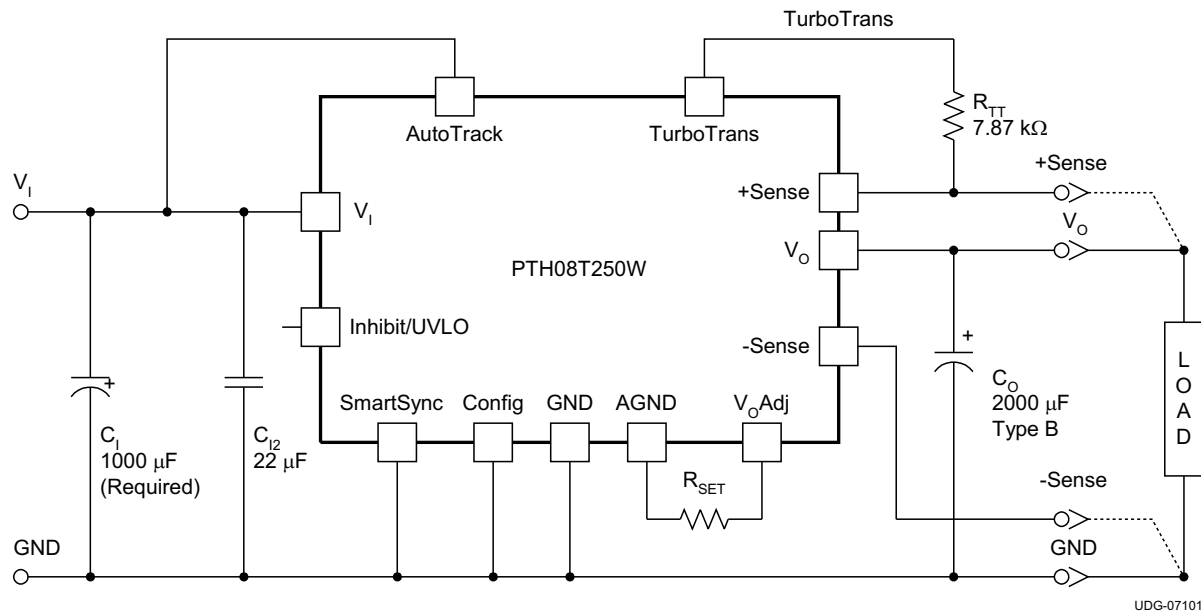 TurboTrans
R_TT
7.87 kΩ
AutoTrack
TurboTrans
+Sense
+Sense
V_I
V_I
V_O
V_O
PTH08T250W
Inhibit/UVLO
-Sense
+
+
L
O
A
D
C_O
2000 μF
Type B
SmartSync
Config
GND
AGND
V_OAdj
C_I
1000 μF
(Required)
C_I2
22 μF
R_SET
-Sense
GND
GND
UDG-07101